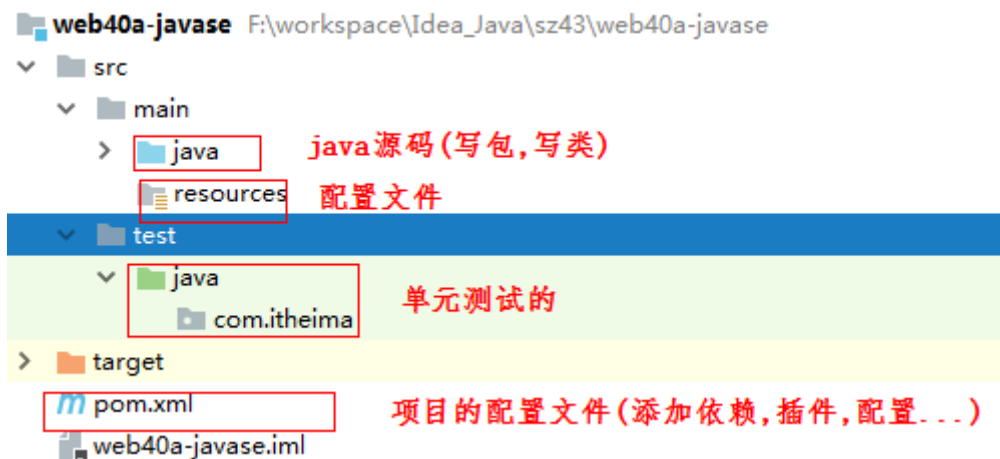 web40a-javase F:\workspace\Idea_Java\sz43\web40a-javase
src
main
java java源码(写包,写类)
resources 配置文件
test
java
单元测试的
com.itheima
target
pom.xml 项目的配置文件(添加依赖,插件,配置...)
web40a-javase.iml